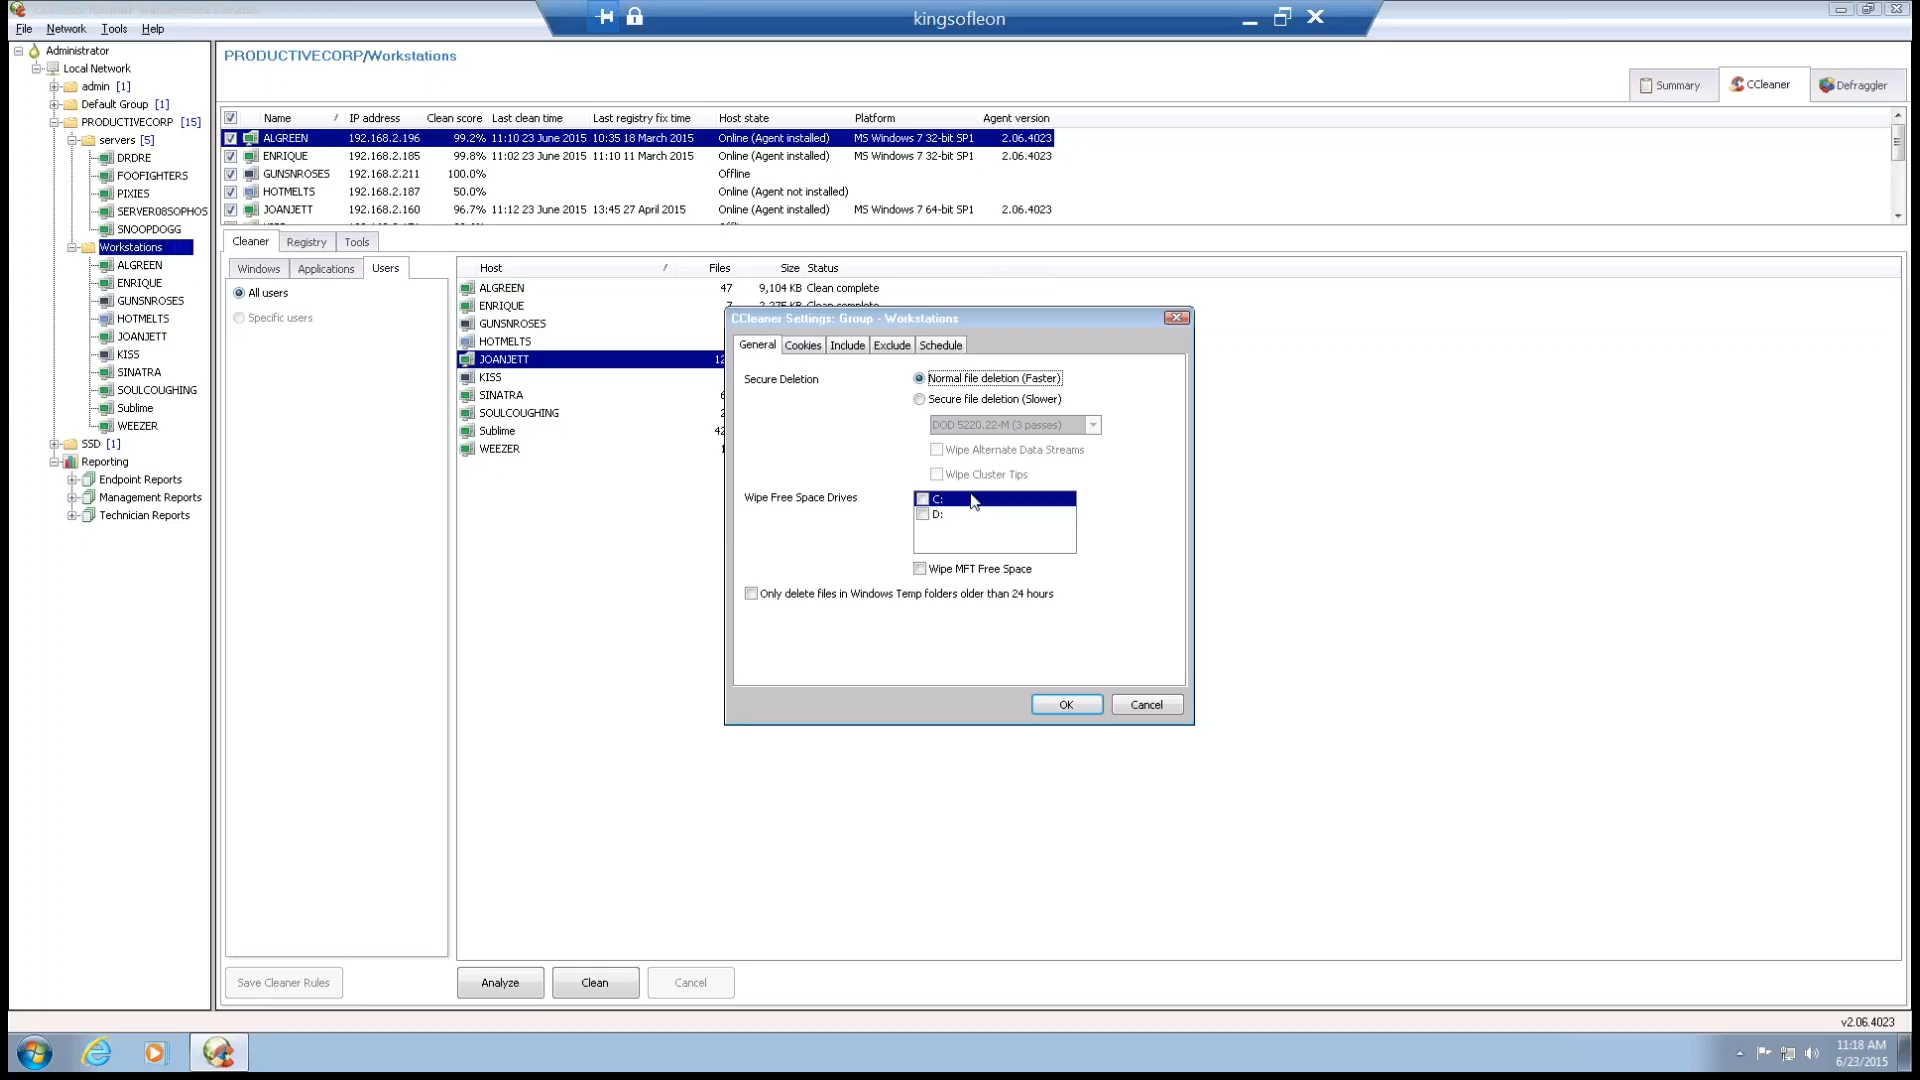 kingsofleon
File Network Tools Help
Administrator
Local Network
admin [1]
Default Group [1]
PRODUCTIVECORP [15]
servers [5]
DRDRE
FOOFIGHTERS
PIXIES
SERVER08SOPHOS
SNOOPDOGG
Workstations
ALGREEN
ENRIQUE
GUNSNROSES
HOTMELTS
JOANJETT
KISS
SINATRA
SOULCOUGHING
Sublime
WEEZER
SSD [1]
Reporting
Endpoint Reports
Management Reports
Technician Reports
PRODUCTIVECORP/Workstations
Summary CCleaner Defraggler
Name / IP address Clean score Last clean time Last registry fix time Host state Platform Agent version
ALGREEN 192.168.2.196 99.2% 11:10 23 June 2015 10:35 18 March 2015 Online (Agent installed) MS Windows 7 32-bit SP1 2.06.4023
ENRIQUE 192.168.2.185 99.8% 11:02 23 June 2015 11:10 11 March 2015 Online (Agent installed) MS Windows 7 32-bit SP1 2.06.4023
GUNSNROSES 192.168.2.211 100.0% Offline
HOTMELTS 192.168.2.187 50.0% Online (Agent not installed)
JOANJETT 192.168.2.160 96.7% 11:12 23 June 2015 13:45 27 April 2015 Online (Agent installed) MS Windows 7 64-bit SP1 2.06.4023
Cleaner Registry Tools
Windows Applications Users
All users
Specific users
Host / Files Size Status
ALGREEN 47 9,104 KB Clean complete
ENRIQUE
GUNSNROSES
HOTMELTS
JOANJETT 12
KISS
SINATRA
SOULCOUGHING
Sublime 42
WEEZER
CCleaner Settings: Group - Workstations
General Cookies Include Exclude Schedule
Secure Deletion
Normal file deletion (Faster)
Secure file deletion (Slower)
DOD 5220.22-M (3 passes)
Wipe Alternate Data Streams
Wipe Cluster Tips
Wipe Free Space Drives
C:
D:
Wipe MFT Free Space
Only delete files in Windows Temp folders older than 24 hours
OK Cancel
Save Cleaner Rules Analyze Clean Cancel
v2.06.4023
11:18 AM
6/23/2015